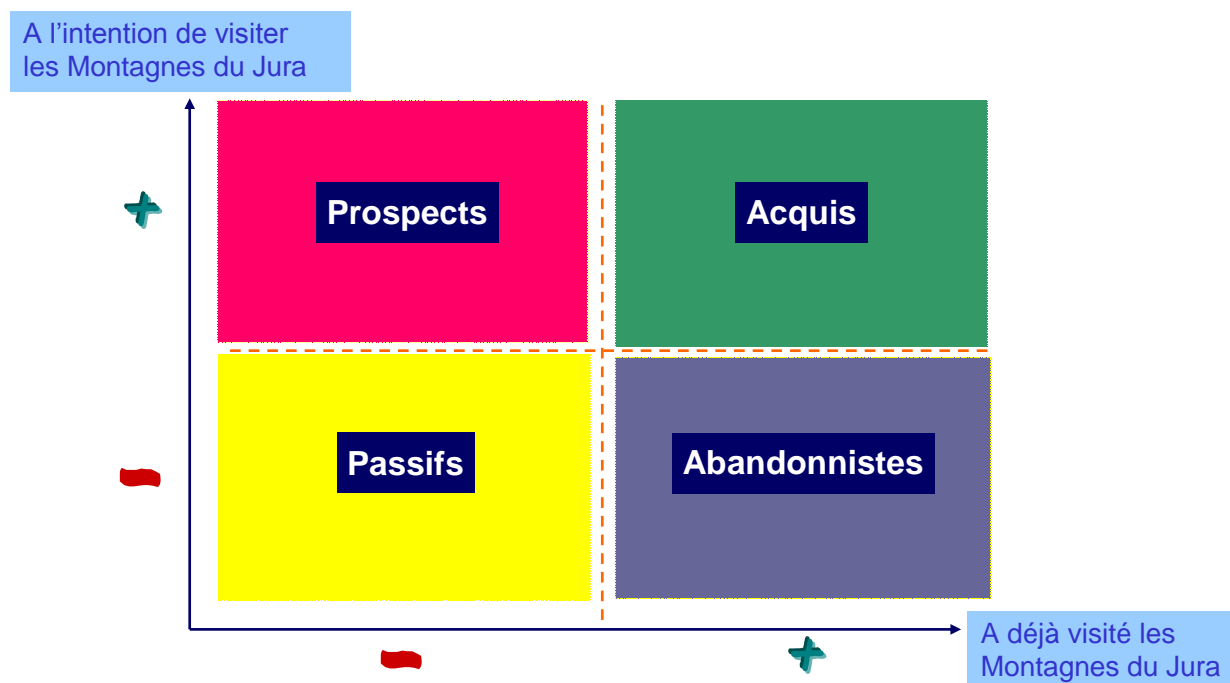 A l'intention de visiter
les Montagnes du Jura
Prospects
Acquis
Passifs
Abandonnistes
A déjà visité les
Montagnes du Jura